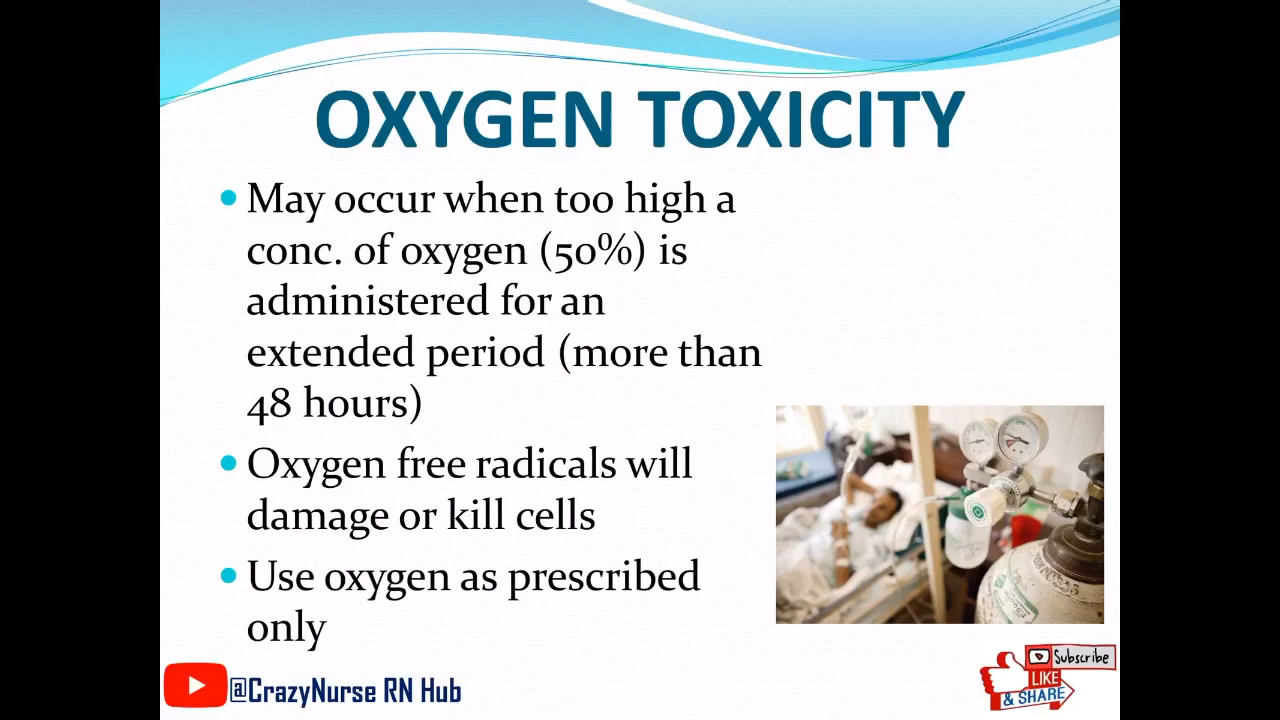 OXYGEN TOXICITY
• May occur when too high a
conc. of oxygen (50%) is
administered for an
extended period (more than
48 hours)
• Oxygen free radicals will
damage or kill cells
• Use oxygen as prescribed
only
@CrazyNurse RN Hub
Subscribe
LIKE
& SHARE